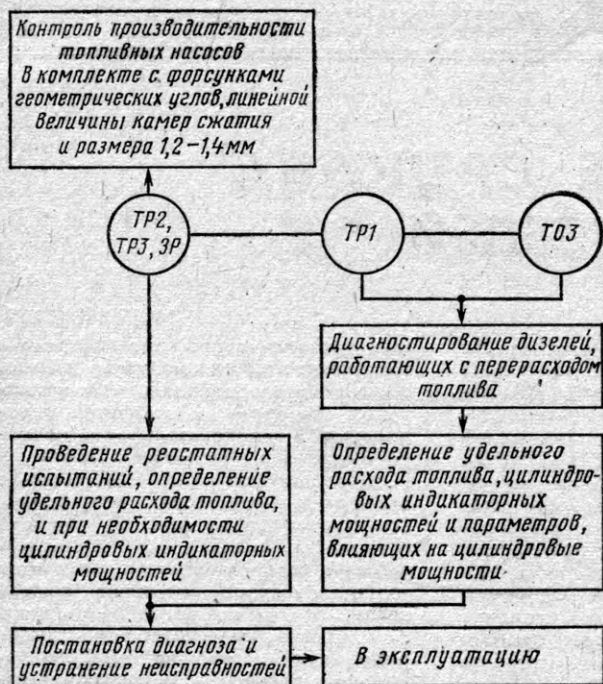 Контроль производительности
топливных насосов
В комплекте с форсунками
геометрических углов, линейной
величины камер сжатия
и размера 1,2–1,4 мм
ТР2,
ТР3, ЗР
ТР1
ТО3
Диагностирование дизелей,
работающих с перерасходом
топлива
Проведение реостатных
испытаний, определение
удельного расхода топлива,
и при необходимости
цилиндровых индикаторных
мощностей
Определение удельного
расхода топлива, цилиндро-
вых индикаторных
мощностей и параметров,
влияющих на цилиндровые
мощности
Постановка диагноза и
устранение неисправностей
В эксплуатацию